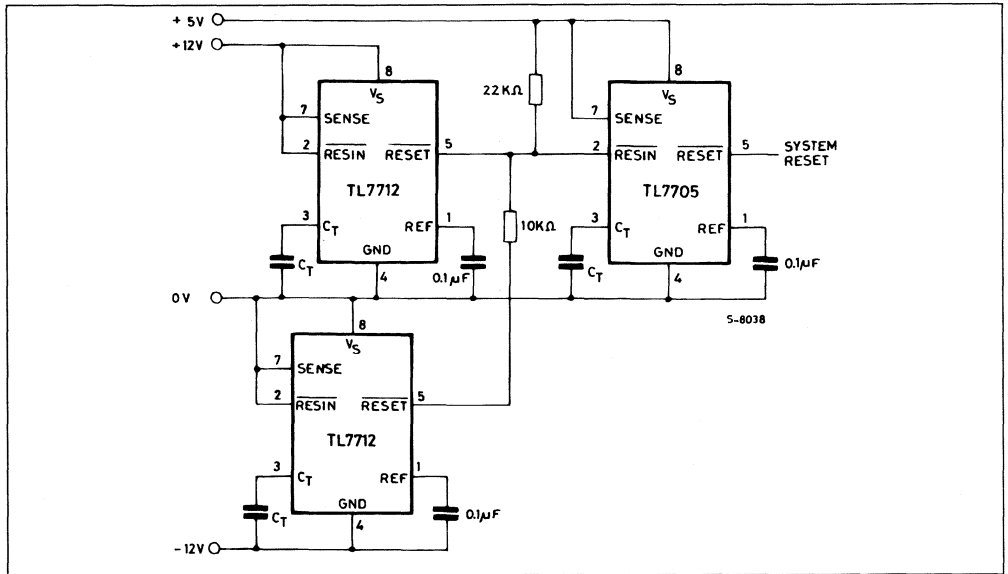 + 5V
+12V
8
VS
22KΩ
8
VS
7 SENSE
7 SENSE
2 RESIN RESET 5
2 RESIN RESET 5
SYSTEM
RESET
TL7712
TL7705
3 CT REF 1
10KΩ
3 CT REF 1
GND
GND
CT
4
0.1µF
CT
4
0.1µF
0V
S-8038
8
VS
7 SENSE
2 RESIN RESET 5
TL7712
3 CT REF 1
GND
CT
4
0.1µF
-12V